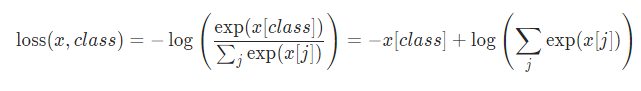 loss(x, class) = − log ( exp(x[class]) / ∑_j exp(x[j]) ) = −x[class] + log ( ∑_j exp(x[j]) )